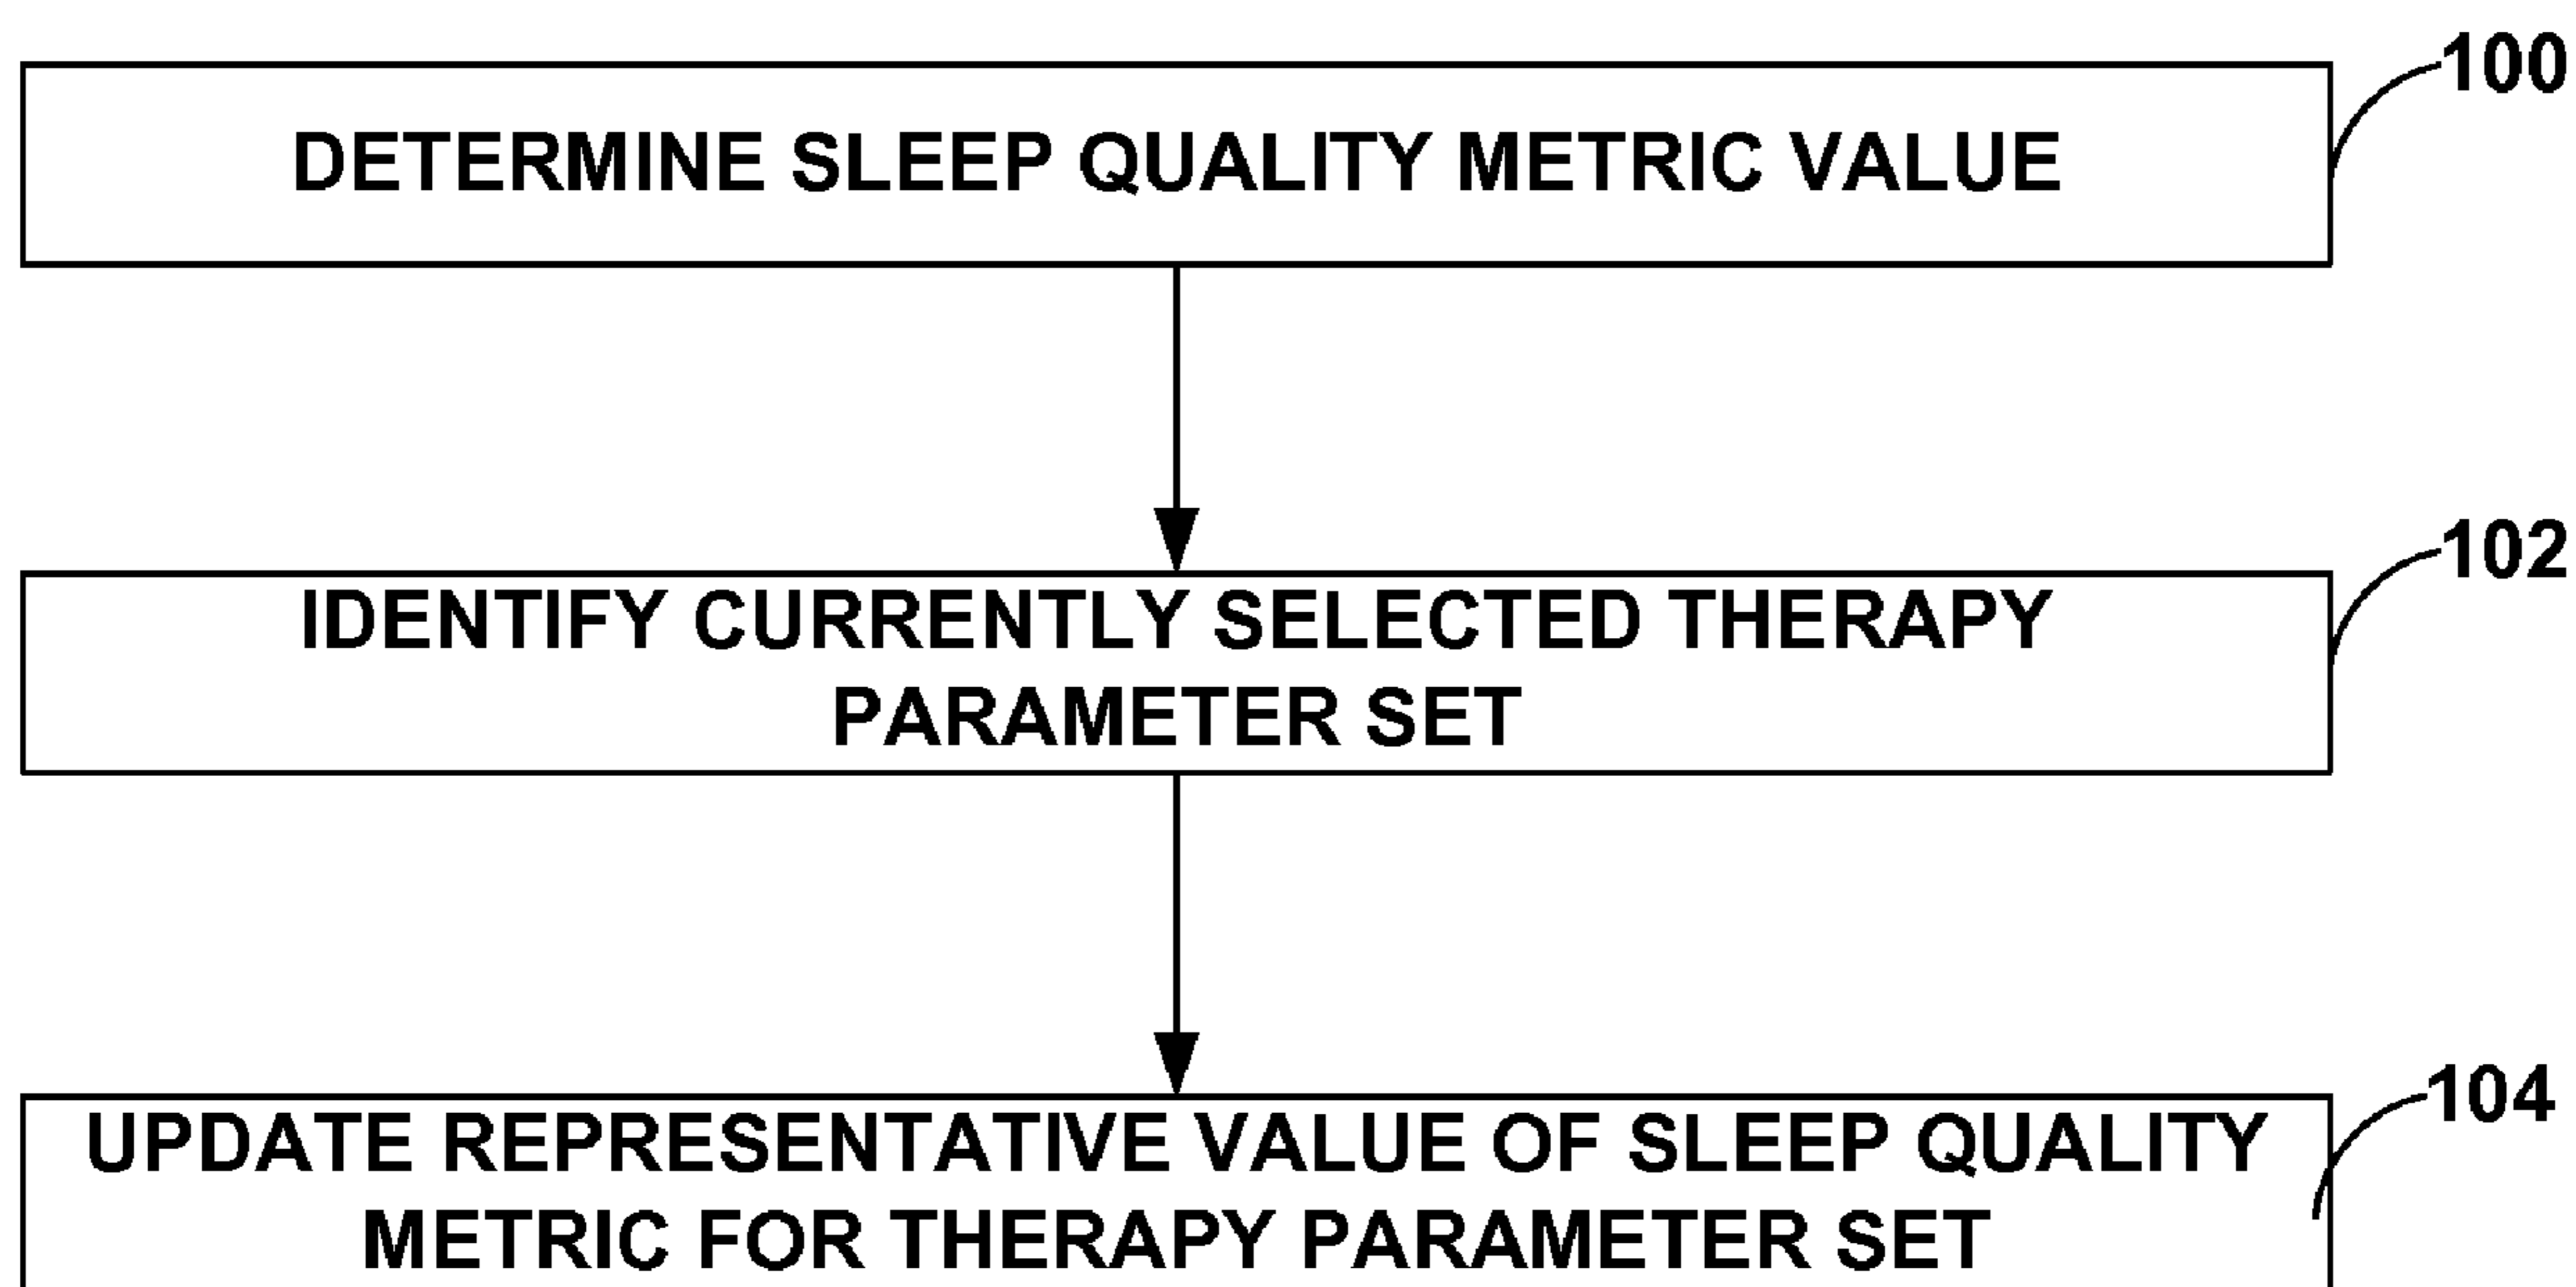 100
DETERMINE SLEEP QUALITY METRIC VALUE
102
IDENTIFY CURRENTLY SELECTED THERAPY
PARAMETER SET
104
UPDATE REPRESENTATIVE VALUE OF SLEEP QUALITY
METRIC FOR THERAPY PARAMETER SET